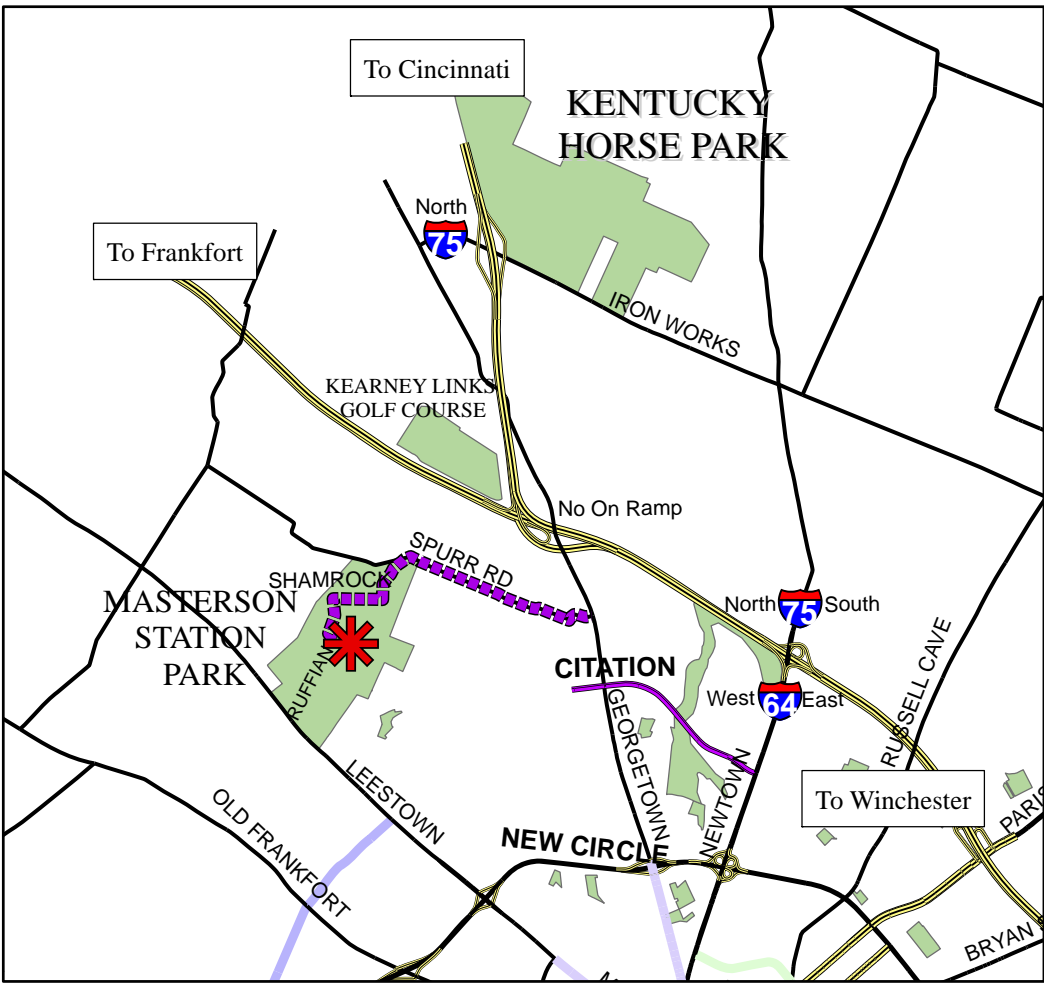 To Cincinnati
KENTUCKY
HORSE PARK
North
75
To Frankfort
IRON WORKS
KEARNEY LINKS
GOLF COURSE
No On Ramp
SPURR RD
SHAMROCK
MASTERSON
STATION
PARK
RUFFIAN
North
75
South
CITATION
West
64
East
RUSSELL CAVE
GEORGETOWN
NEWTOWN
LEESTOWN
OLD FRANKFORT
NEW CIRCLE
To Winchester
PARIS
BRYAN